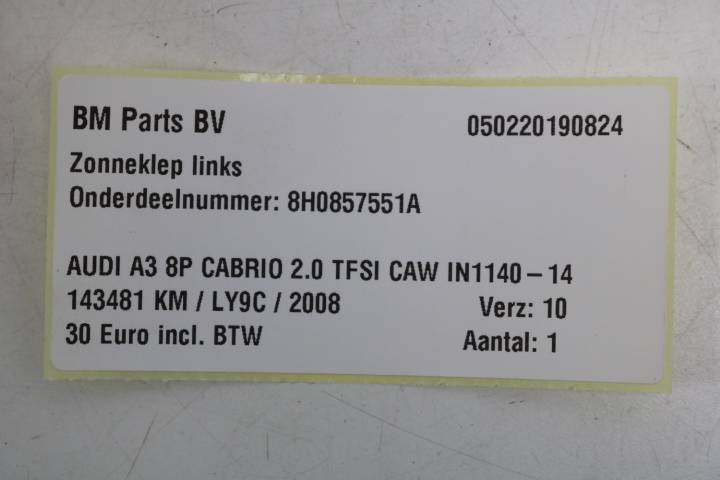 BM Parts BV 050220190824
Zonneklep links
Onderdeelnummer: 8H0857551A
AUDI A3 8P CABRIO 2.0 TFSI CAW IN1140-14
143481 KM / LY9C / 2008 Verz: 10
30 Euro incl. BTW Aantal: 1